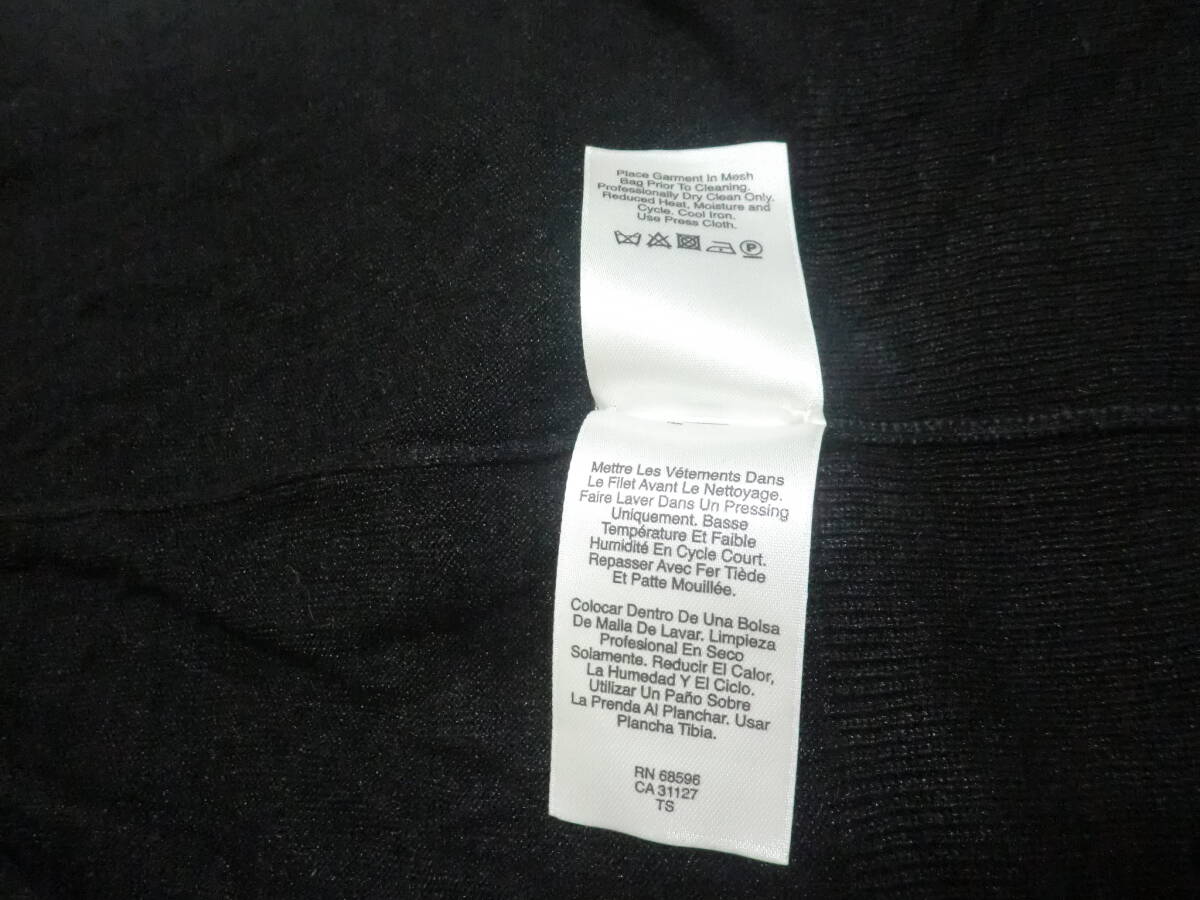 Place Garment In Mesh
Bag Prior To Cleaning.
Professionally Dry Clean Only.
Reduced Heat, Moisture and
Cycle. Cool Iron.
Use Press Cloth.
P
Mettre Les Vêtements Dans
Le Filet Avant Le Nettoyage.
Faire Laver Dans Un Pressing
Uniquement. Basse
Température Et Faible
Humidité En Cycle Court.
Repasser Avec Fer Tiède
Et Patte Mouillée.
Colocar Dentro De Una Bolsa
De Malla De Lavar. Limpieza
Profesional En Seco
Solamente. Reducir El Calor,
La Humedad Y El Ciclo.
Utilizar Un Paño Sobre
La Prenda Al Planchar. Usar
Plancha Tibia.
RN 68596
CA 31127
TS